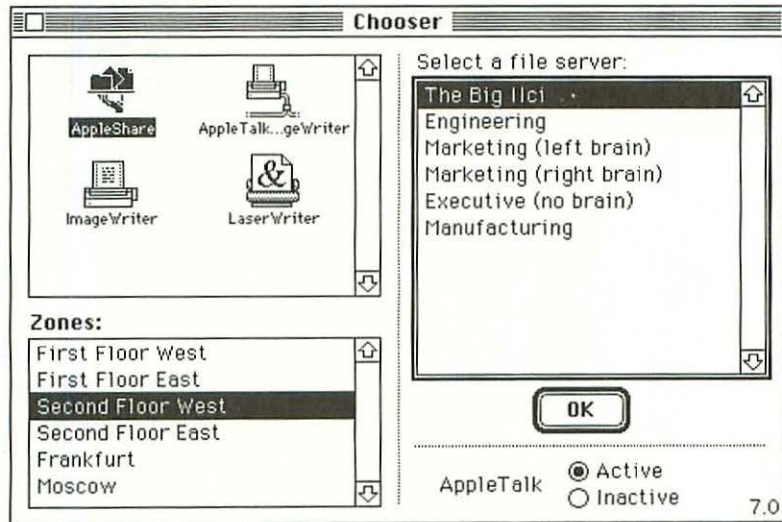 Chooser
AppleShare
AppleTalk...geWriter
ImageWriter
&
LaserWriter
Zones:
First Floor West
First Floor East
Second Floor West
Second Floor East
Frankfurt
Moscow
Select a file server:
The Big IIci
Engineering
Marketing (left brain)
Marketing (right brain)
Executive (no brain)
Manufacturing
OK
AppleTalk
Active
Inactive
7.0